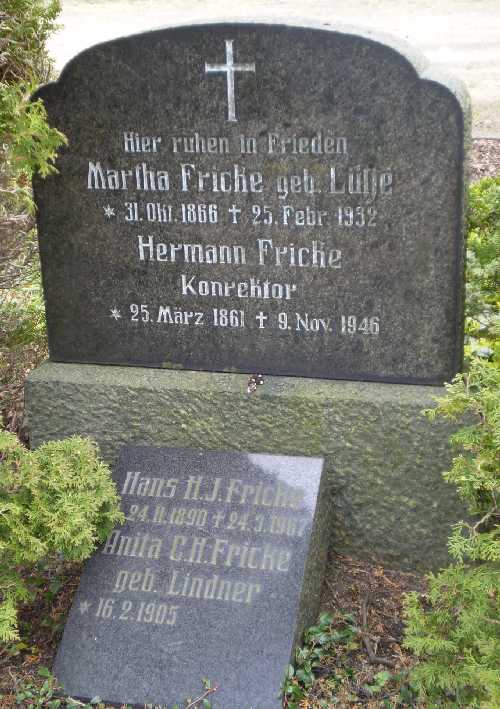 Hier ruhen in Frieden
Martha Fricke geb. Lütje
* 31. Okt. 1866 † 25. Febr. 1932
Hermann Fricke
Konrektor
* 25. März 1861 † 9. Nov. 1946
Hans H.J. Fricke
* 24.11.1890 † 24.3.1967
Anita C.H. Fricke
geb. Lindner
* 16.2.1905